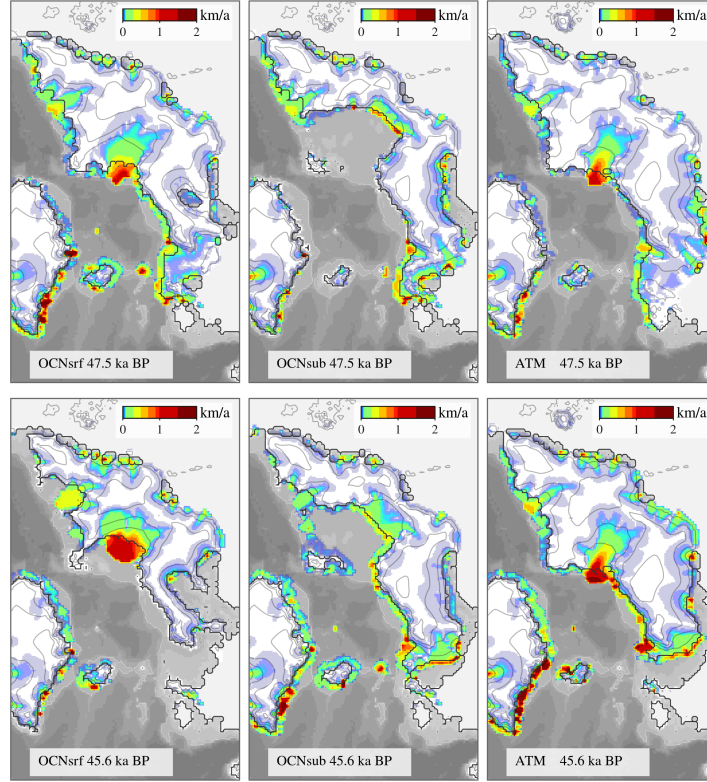 km/a
0 1 2
km/a
0 1 2
km/a
0 1 2
P
OCNsrf 47.5 ka BP
OCNsub 47.5 ka BP
ATM 47.5 ka BP
km/a
0 1 2
km/a
0 1 2
km/a
0 1 2
OCNsrf 45.6 ka BP
OCNsub 45.6 ka BP
ATM 45.6 ka BP